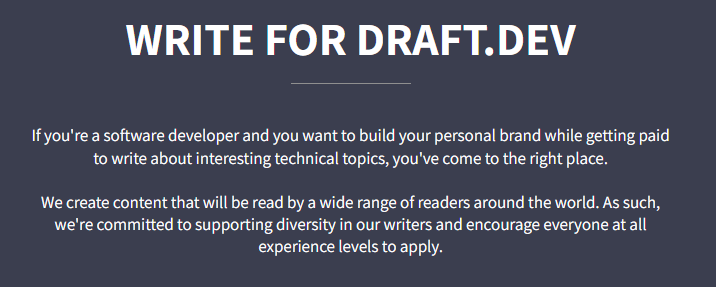 WRITE FOR DRAFT.DEV
If you're a software developer and you want to build your personal brand while getting paid
to write about interesting technical topics, you've come to the right place.
We create content that will be read by a wide range of readers around the world. As such,
we're committed to supporting diversity in our writers and encourage everyone at all
experience levels to apply.